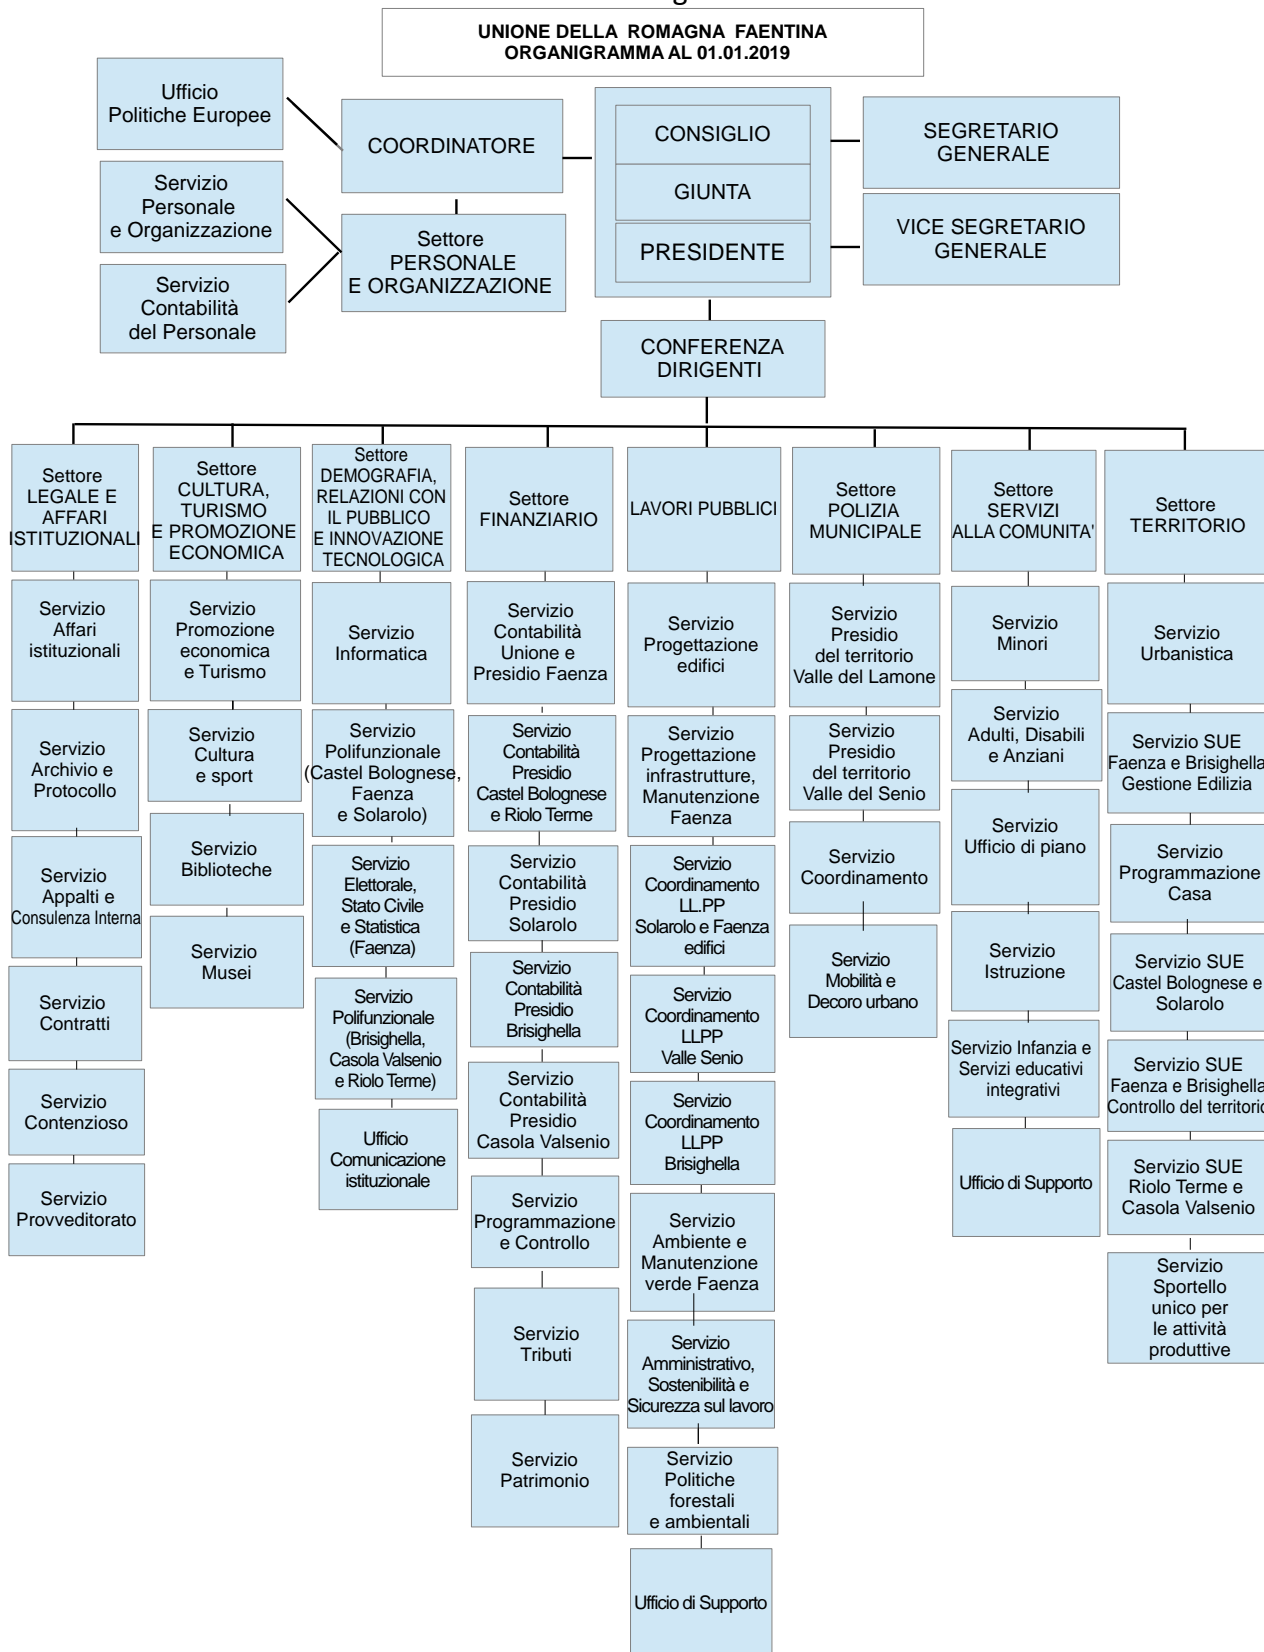 UNIONE DELLA ROMAGNA FAENTINA
ORGANIGRAMMA AL 01.01.2019
Ufficio
Politiche Europee
COORDINATORE
CONSIGLIO
GIUNTA
PRESIDENTE
SEGRETARIO
GENERALE
VICE SEGRETARIO
GENERALE
Servizio
Personale
e Organizzazione
Settore
PERSONALE
E ORGANIZZAZIONE
Servizio
Contabilità
del Personale
CONFERENZA
DIRIGENTI
Settore
LEGALE E
AFFARI
ISTITUZIONALI
Servizio
Affari
istituzionali
Servizio
Archivio e
Protocollo
Servizio
Appalti e
Consulenza Interna
Servizio
Contratti
Servizio
Contenzioso
Servizio
Provveditorato
Settore
CULTURA,
TURISMO
E PROMOZIONE
ECONOMICA
Servizio
Promozione
economica
e Turismo
Servizio
Cultura
e sport
Servizio
Biblioteche
Servizio
Musei
Settore
DEMOGRAFIA,
RELAZIONI CON
IL PUBBLICO
E INNOVAZIONE
TECNOLOGICA
Servizio
Informatica
Servizio
Polifunzionale
(Castel Bolognese,
Faenza
e Solarolo)
Servizio
Elettorale,
Stato Civile
e Statistica
(Faenza)
Servizio
Polifunzionale
(Brisighella,
Casola Valsenio
e Riolo Terme)
Ufficio
Comunicazione
istituzionale
Settore
FINANZIARIO
Servizio
Contabilità
Unione e
Presidio Faenza
Servizio
Contabilità
Presidio
Castel Bolognese
e Riolo Terme
Servizio
Contabilità
Presidio
Solarolo
Servizio
Contabilità
Presidio
Brisighella
Servizio
Contabilità
Presidio
Casola Valsenio
Servizio
Programmazione
e Controllo
Servizio
Tributi
Servizio
Patrimonio
LAVORI PUBBLICI
Servizio
Progettazione
edifici
Servizio
Progettazione
infrastrutture,
Manutenzione
Faenza
Servizio
Coordinamento
LL.PP
Solarolo e Faenza
edifici
Servizio
Coordinamento
LLPP
Valle Senio
Servizio
Coordinamento
LLPP
Brisighella
Servizio
Ambiente e
Manutenzione
verde Faenza
Servizio
Amministrativo,
Sostenibilità e
Sicurezza sul lavoro
Servizio
Politiche
forestali
e ambientali
Ufficio di Supporto
Settore
POLIZIA
MUNICIPALE
Servizio
Presidio
del territorio
Valle del Lamone
Servizio
Presidio
del territorio
Valle del Senio
Servizio
Coordinamento
Servizio
Mobilità e
Decoro urbano
Settore
SERVIZI
ALLA COMUNITA'
Servizio
Minori
Servizio
Adulti, Disabili
e Anziani
Servizio
Ufficio di piano
Servizio
Istruzione
Servizio Infanzia e
Servizi educativi
integrativi
Ufficio di Supporto
Settore
TERRITORIO
Servizio
Urbanistica
Servizio SUE
Faenza e Brisighella
Gestione Edilizia
Servizio
Programmazione
Casa
Servizio SUE
Castel Bolognese e
Solarolo
Servizio SUE
Faenza e Brisighella
Controllo del territorio
Servizio SUE
Riolo Terme e
Casola Valsenio
Servizio
Sportello
unico per
le attività
produttive